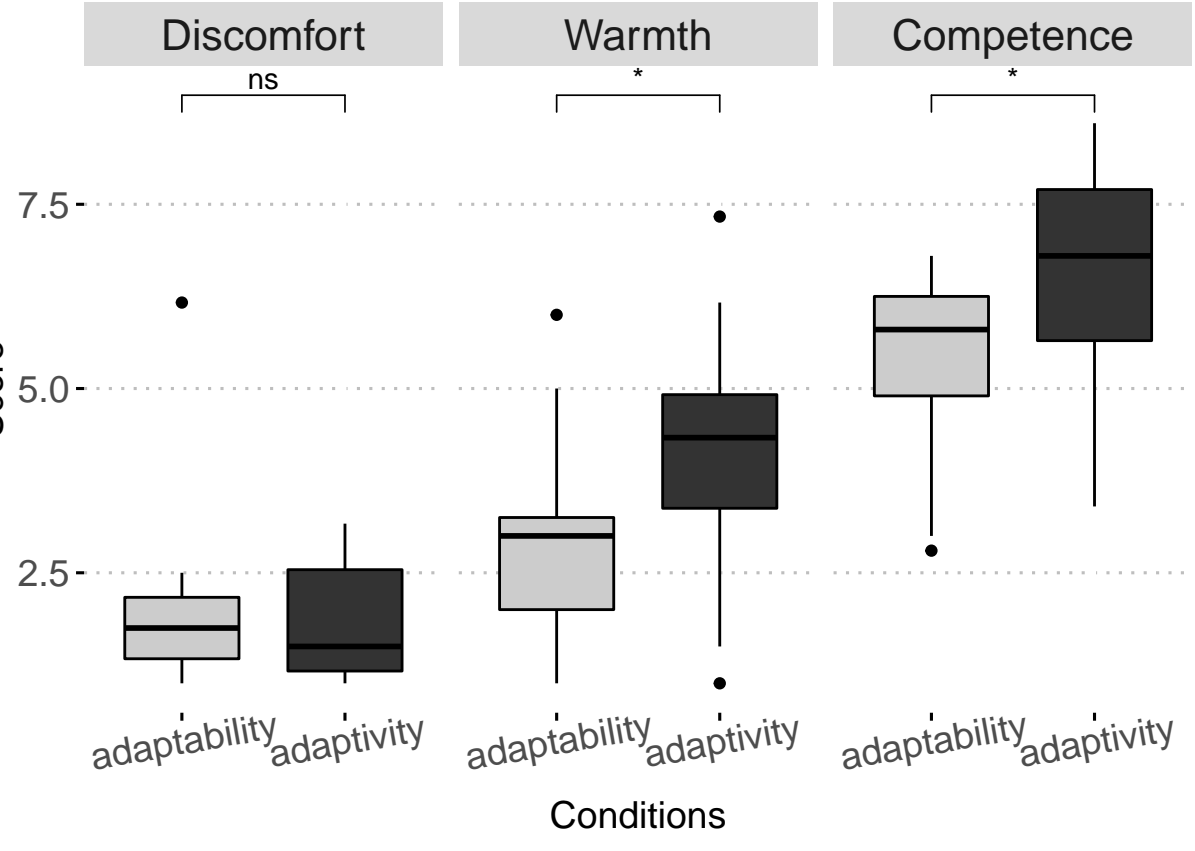 Discomfort Warmth Competence
ns * *
7.5
5.0
2.5
adaptability adaptivity adaptability adaptivity adaptability adaptivity
Conditions